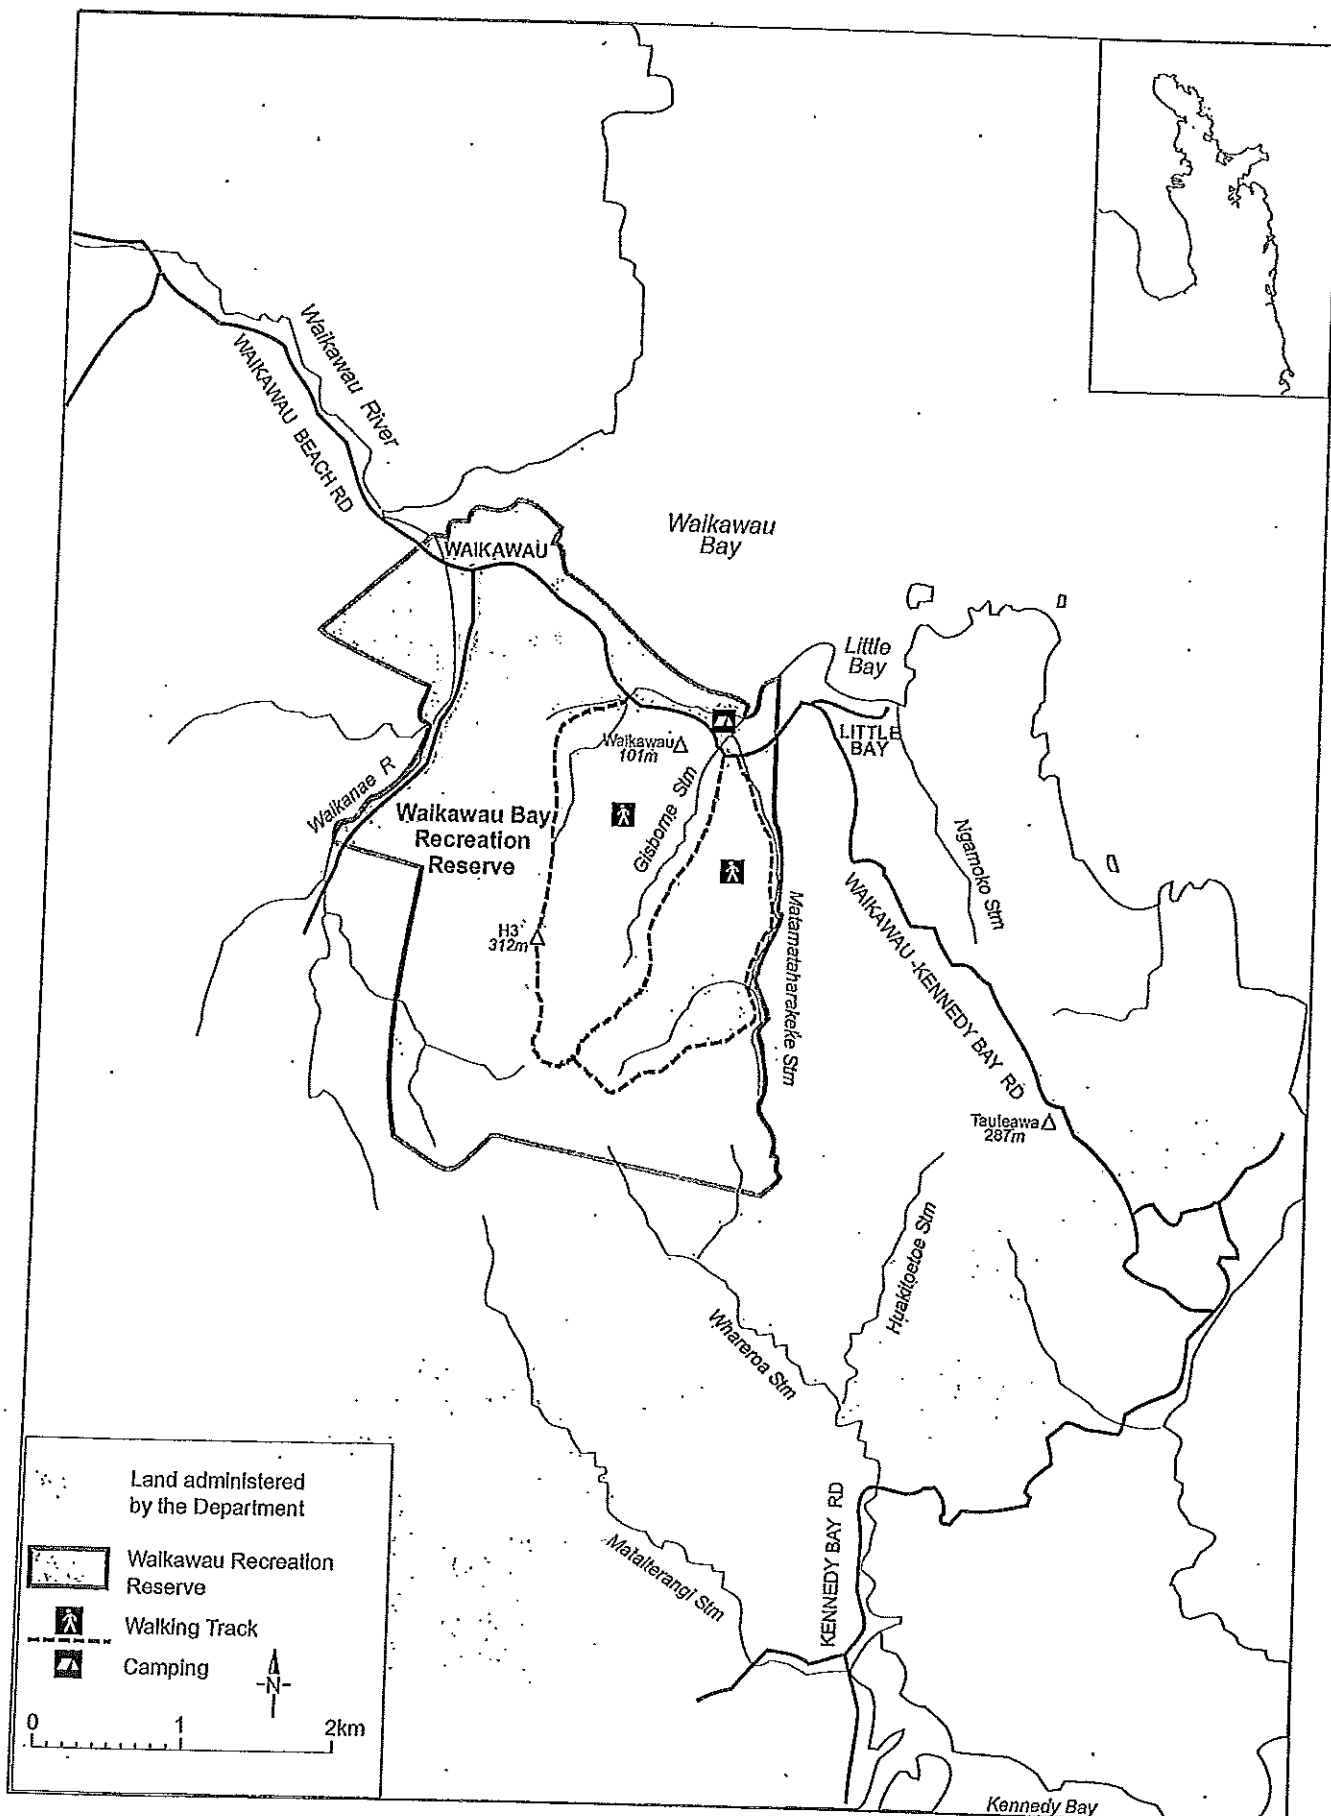 Waikawau River
WAIKAWAU BEACH RD
WAIKAWAU
Waikawau
Bay
Little
Bay
LITTLE
BAY
Waikawau
101m
Waikanae R
Waikawau Bay
Recreation
Reserve
Gisborne Stm
Ngamoko Stm
H3
312m
Matamataharakeke Stm
WAIKAWAU-KENNEDY BAY RD
Tauteawa
287m
Huakitoetoe Stm
Whareroa Stm
KENNEDY BAY RD
Mataiterangi Stm
Kennedy Bay
Land administered
by the Department
Waikawau Recreation
Reserve
Walking Track
Camping
-N-
0 1 2km